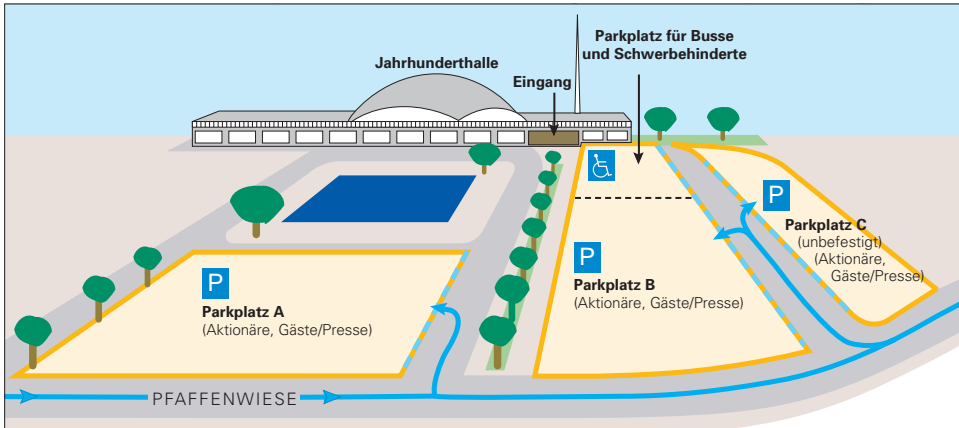 Parkplatz für Busse
und Schwerbehinderte
Jahrhunderthalle
Eingang
P
Parkplatz C
(unbefestigt)
(Aktionäre,
Gäste/Presse)
P
Parkplatz B
(Aktionäre, Gäste/Presse)
P
Parkplatz A
(Aktionäre, Gäste/Presse)
PFAFFENWIESE